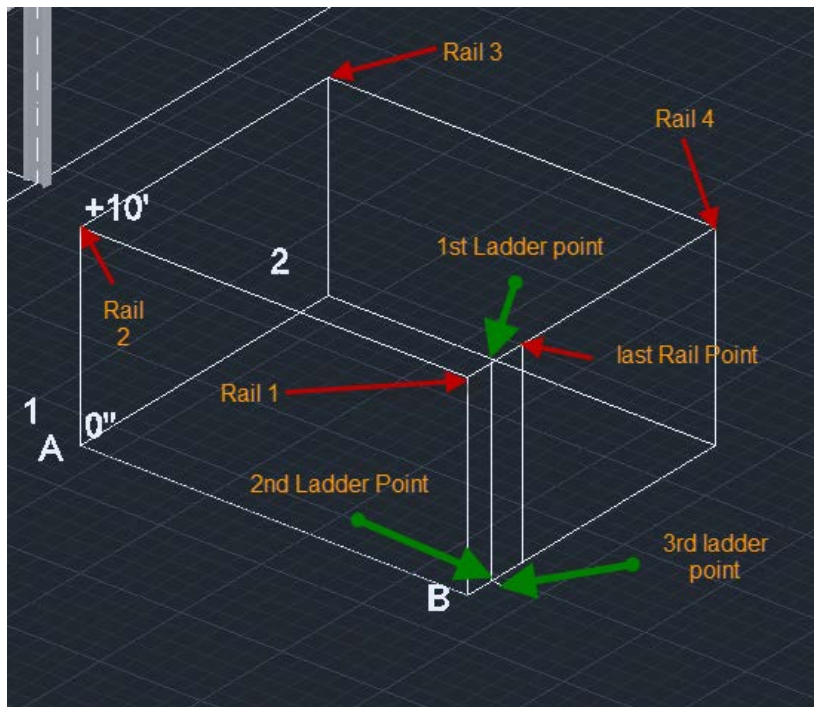 Rail 3
Rail 4
+10'
1st Ladder point
2
Rail
2
last Rail Point
Rail 1
1
0"
A
2nd Ladder Point
3rd ladder
point
B